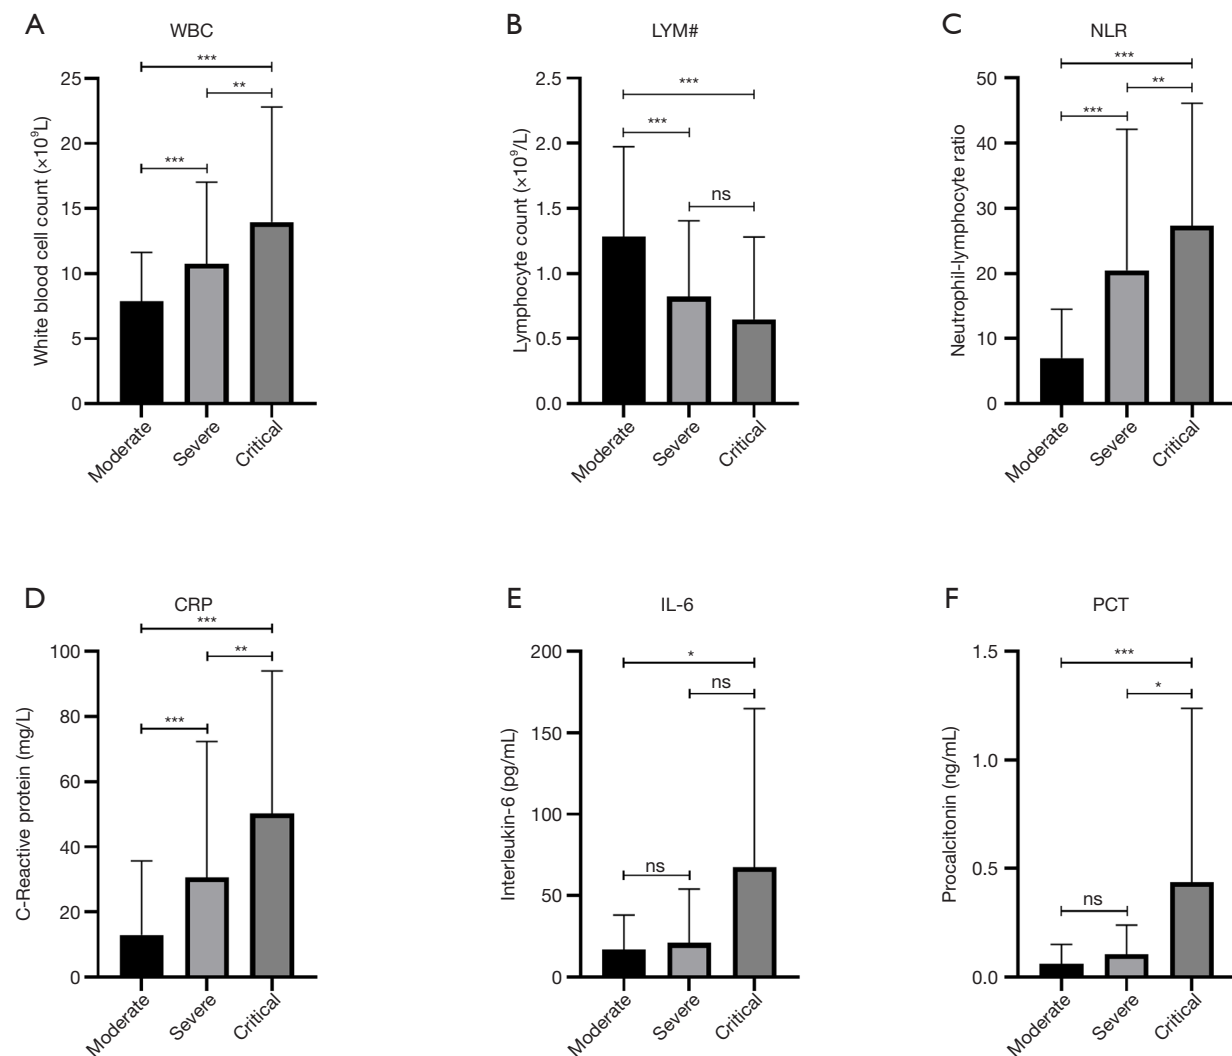 A
WBC
***
**
***
White blood cell count (×10⁹L)
25
20
15
10
5
0
Moderate
Severe
Critical
B
LYM#
***
***
ns
Lymphocyte count (×10⁹/L)
2.5
2.0
1.5
1.0
0.5
0.0
Moderate
Severe
Critical
C
NLR
***
**
***
Neutrophil-lymphocyte ratio
50
40
30
20
10
0
Moderate
Severe
Critical
D
CRP
***
**
***
C-Reactive protein (mg/L)
100
80
60
40
20
0
Moderate
Severe
Critical
E
IL-6
*
ns
ns
Interleukin-6 (pg/mL)
200
150
100
50
0
Moderate
Severe
Critical
F
PCT
***
*
ns
Procalcitonin (ng/mL)
1.5
1.0
0.5
0.0
Moderate
Severe
Critical